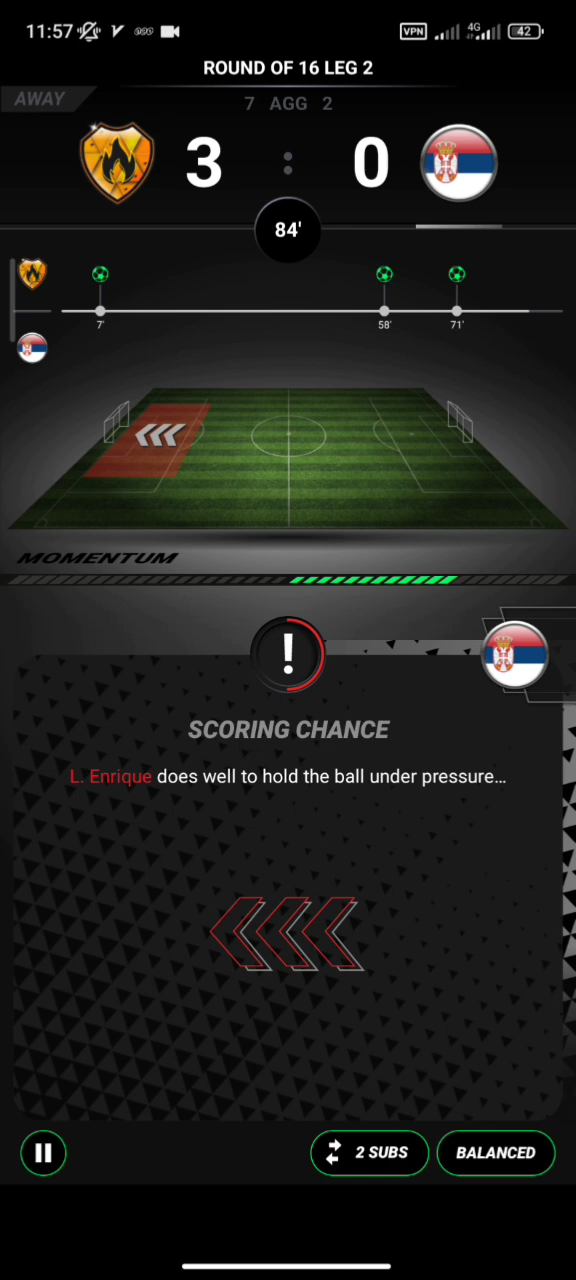 11:57
VPN 4G 42
ROUND OF 16 LEG 2
AWAY
7 AGG 2
3 : 0
84'
7' 58' 71'
MOMENTUM
!
SCORING CHANCE
L. Enrique does well to hold the ball under pressure...
2 SUBS
BALANCED